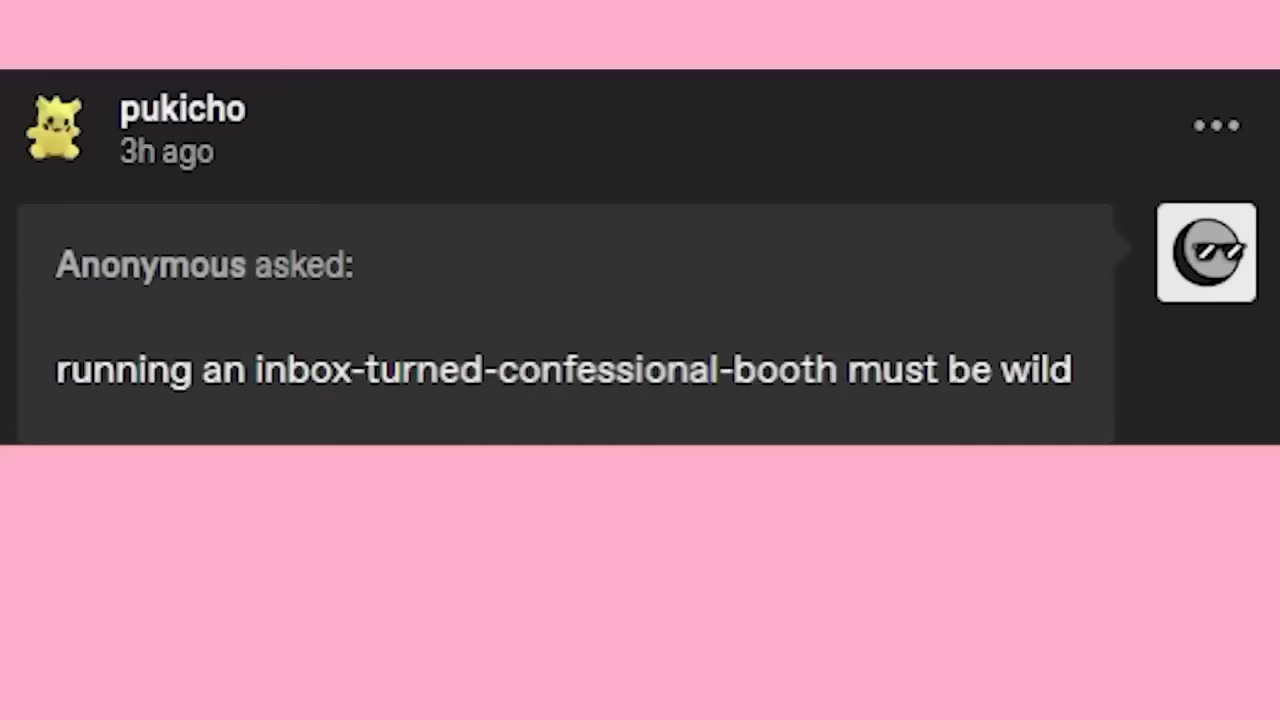 pukicho
3h ago
Anonymous asked:
running an inbox-turned-confessional-booth must be wild